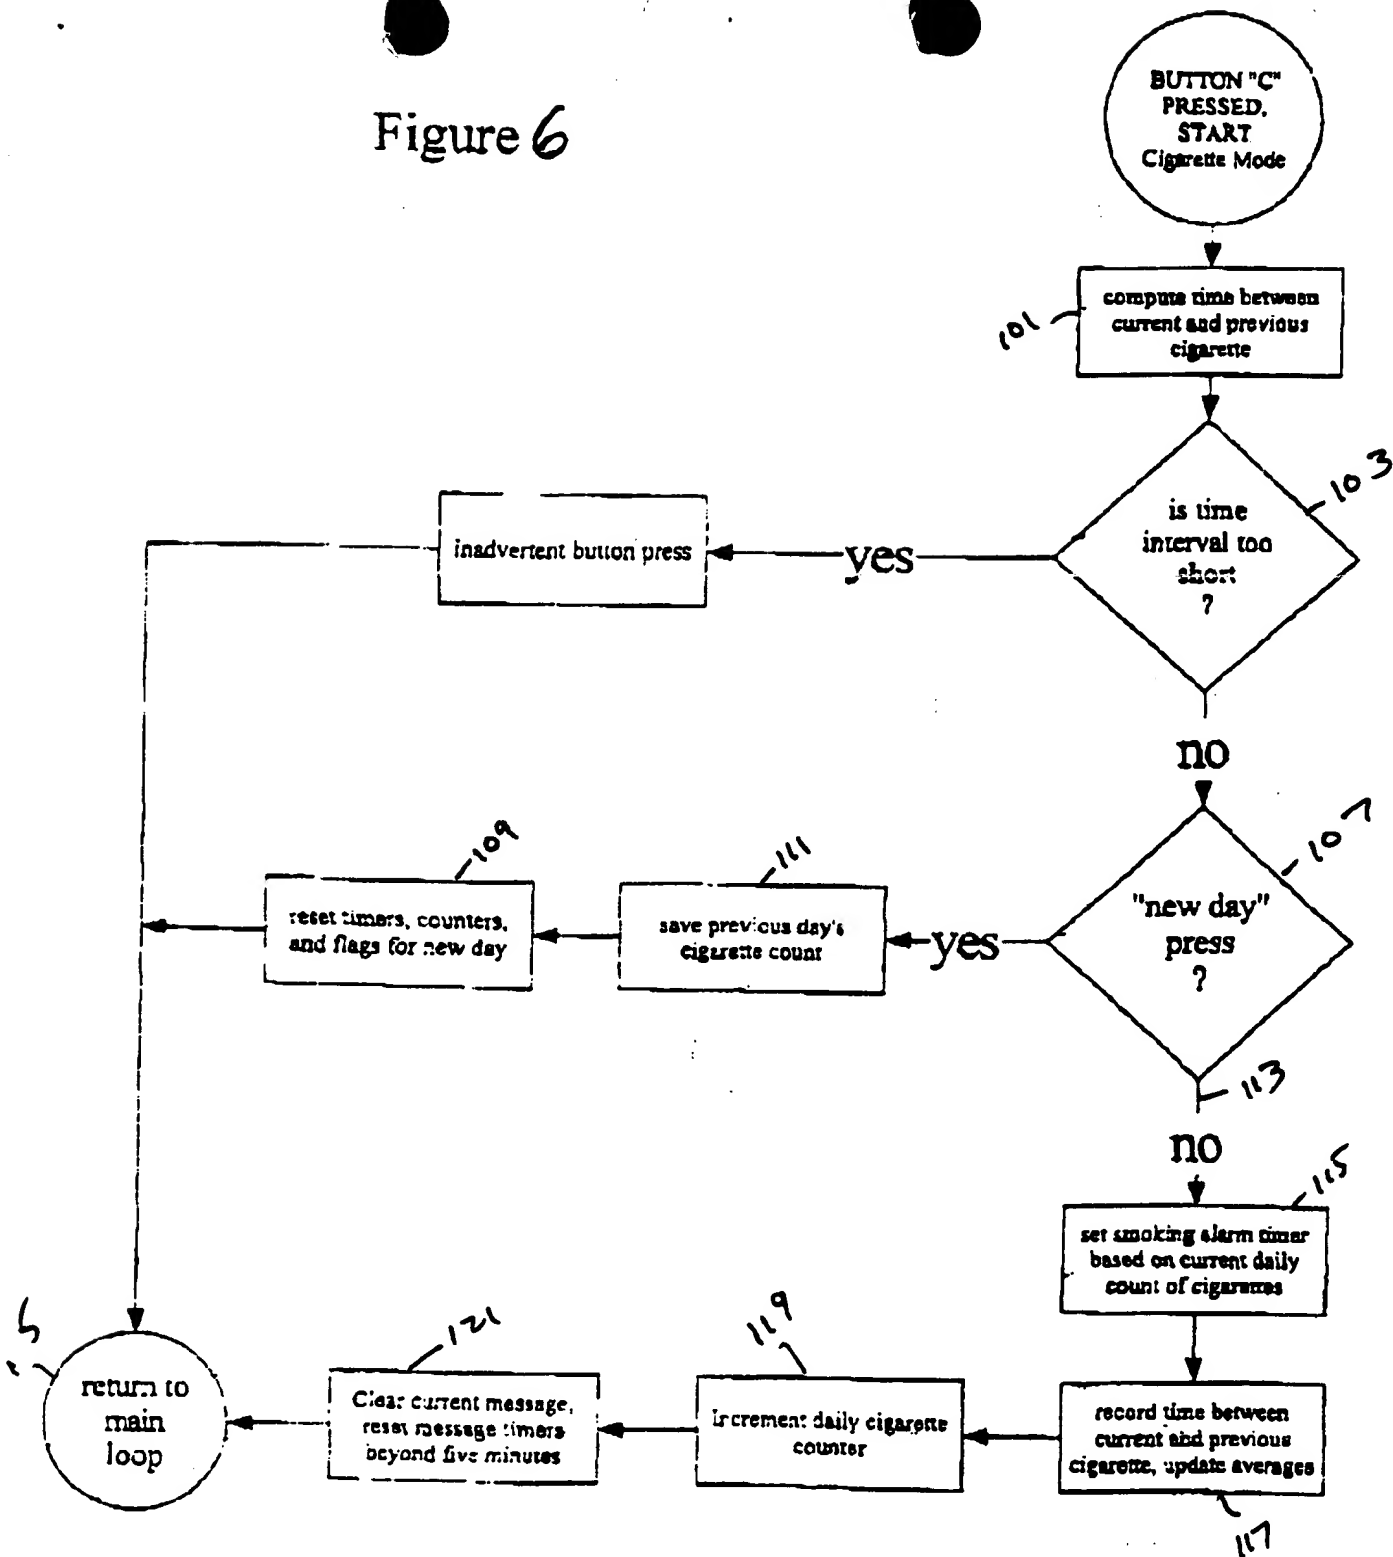 Figure 6
BUTTON "C"
PRESSED,
START
Cigarette Mode
compute time between
current and previous
cigarette
101
is time
interval too
short
?
103
yes
inadvertent button press
no
"new day"
press
?
107
yes
save previous day's
cigarette count
111
reset timers, counters,
and flags for new day
109
113
no
set smoking alarm timer
based on current daily
count of cigarettes
115
record time between
current and previous
cigarette, update averages
117
Increment daily cigarette
counter
119
Clear current message,
reset message timers
beyond five minutes
121
return to
main
loop